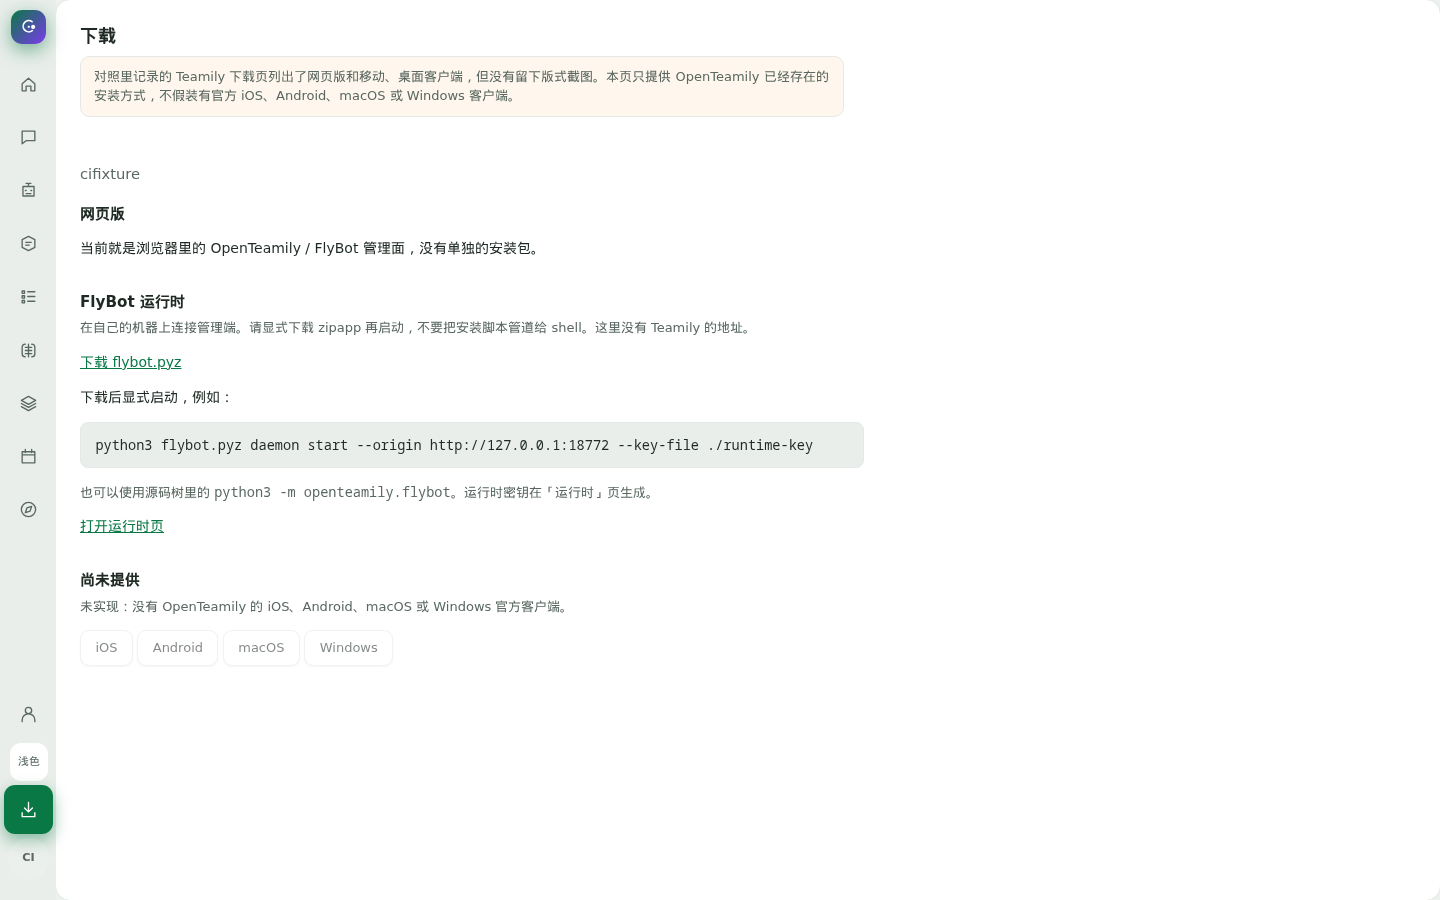 下载
对照里记录的 Teamily 下载页列出了网页版和移动、桌面客户端，但没有留下版式截图。本页只提供 OpenTeamily 已经存在的
安装方式，不假装有官方 iOS、Android、macOS 或 Windows 客户端。
cifixture
网页版
当前就是浏览器里的 OpenTeamily / FlyBot 管理面，没有单独的安装包。
FlyBot 运行时
在自己的机器上连接管理端。请显式下载 zipapp 再启动，不要把安装脚本管道给 shell。这里没有 Teamily 的地址。
下载 flybot.pyz
下载后显式启动，例如：
python3 flybot.pyz daemon start --origin http://127.0.0.1:18772 --key-file ./runtime-key
也可以使用源码树里的 python3 -m openteamily.flybot。运行时密钥在「运行时」页生成。
打开运行时页
尚未提供
未实现：没有 OpenTeamily 的 iOS、Android、macOS 或 Windows 官方客户端。
iOS Android macOS Windows
浅色
CI